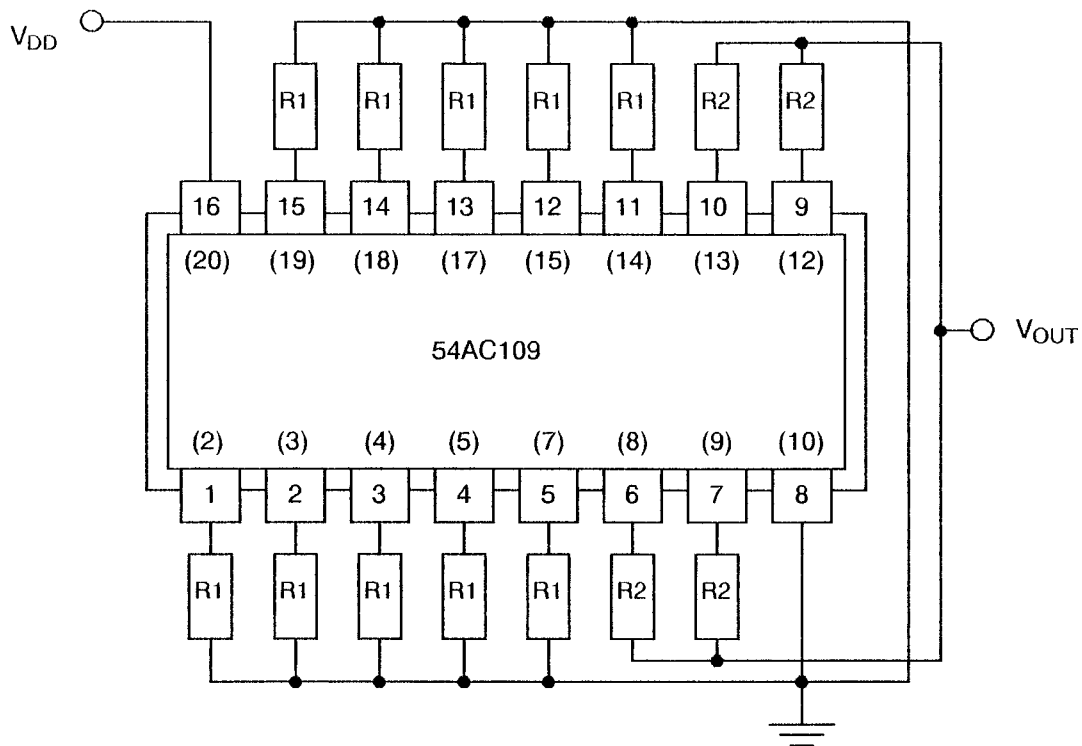 V_DD
R1 R1 R1 R1 R1 R2 R2
16 15 14 13 12 11 10 9
(20) (19) (18) (17) (15) (14) (13) (12)
V_OUT
54AC109
(2) (3) (4) (5) (7) (8) (9) (10)
1 2 3 4 5 6 7 8
R1 R1 R1 R1 R1 R2 R2